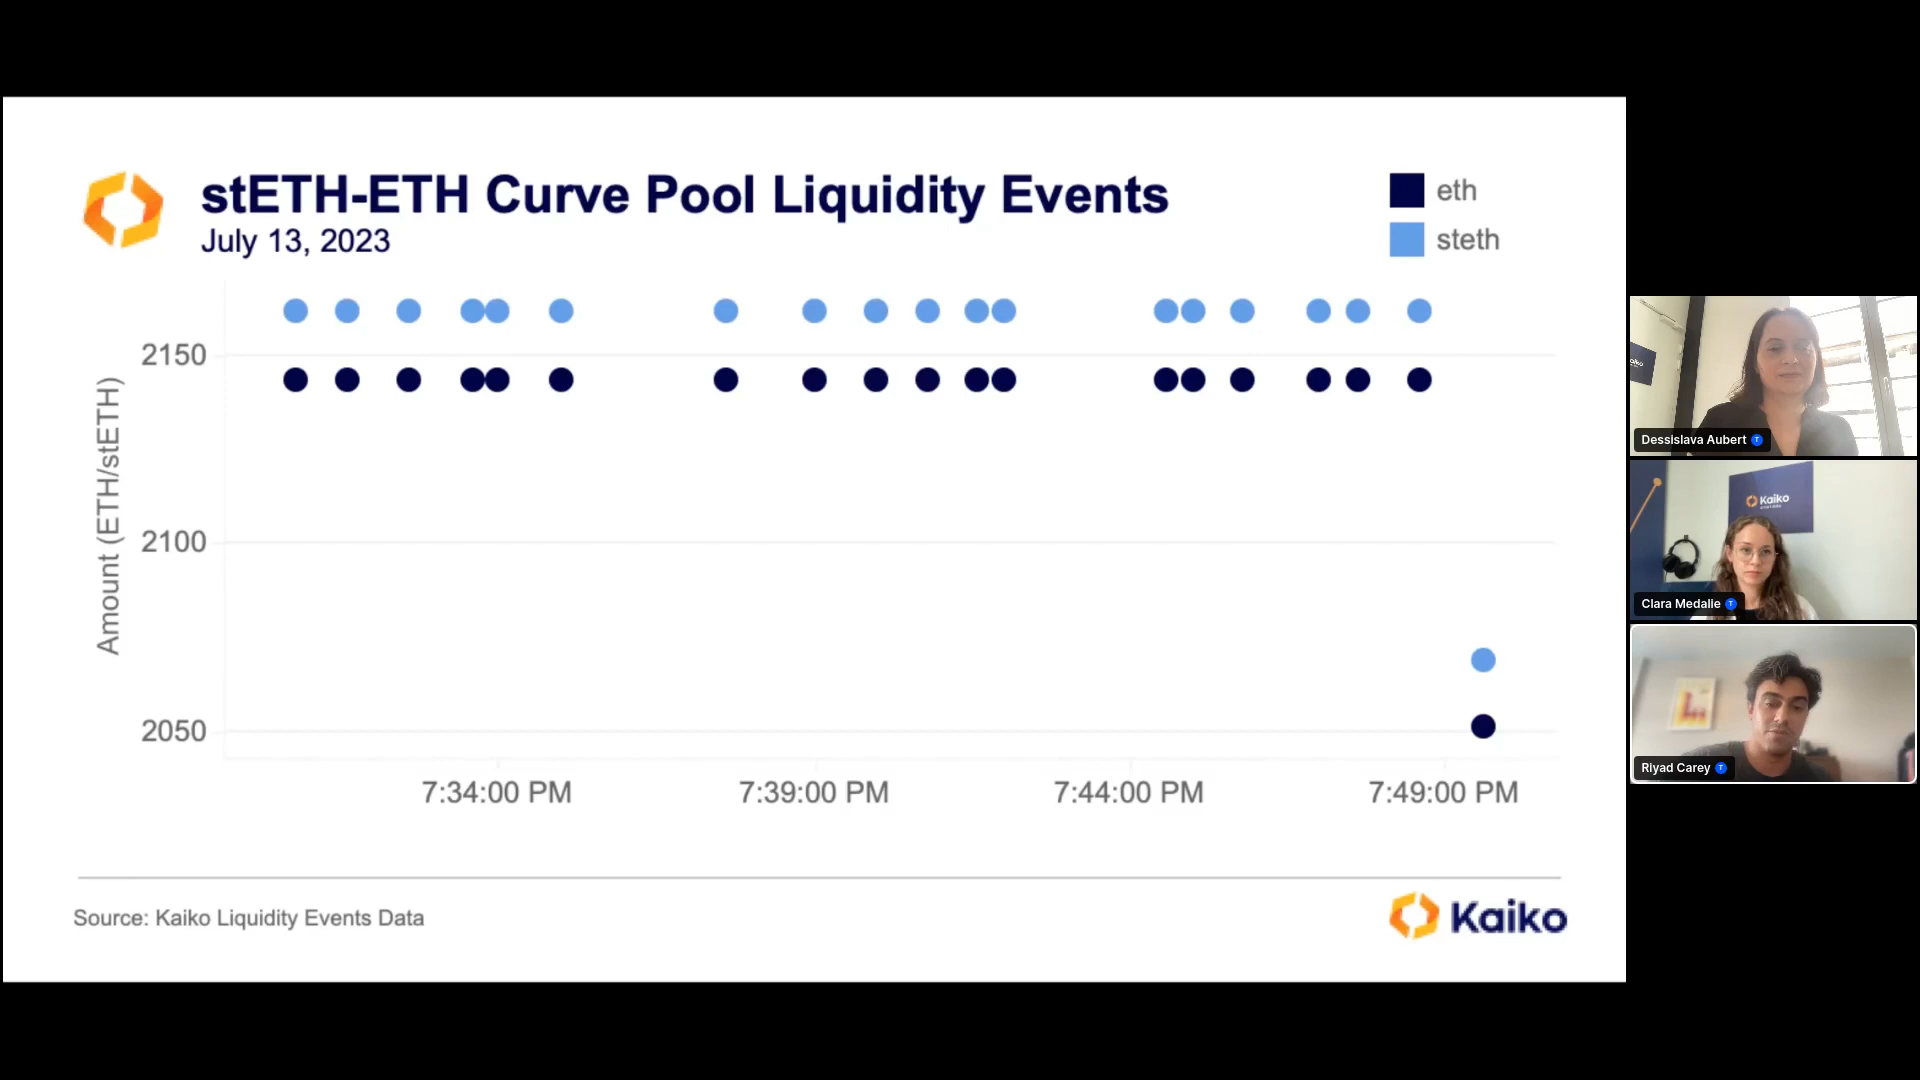 stETH-ETH Curve Pool Liquidity Events
July 13, 2023
eth
steth
Amount (ETH/stETH)
2150
2100
2050
7:34:00 PM
7:39:00 PM
7:44:00 PM
7:49:00 PM
Source: Kaiko Liquidity Events Data
Kaiko
Dessislava Aubert
T
Kaiko
Clara Medalie
T
Riyad Carey
T